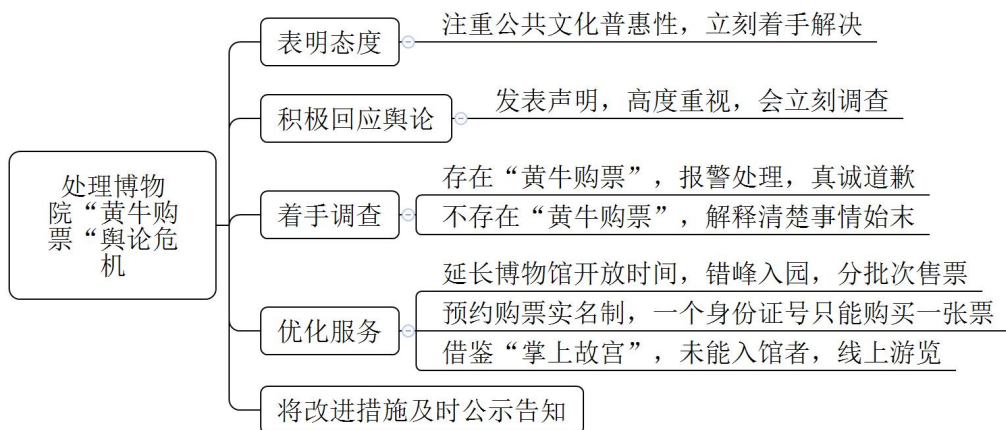 处理博物
院“黄牛购
票“舆论危
机
表明态度
注重公共文化普惠性，立刻着手解决
积极回应舆论
发表声明，高度重视，会立刻调查
着手调查
存在“黄牛购票”，报警处理，真诚道歉
不存在“黄牛购票”，解释清楚事情始末
优化服务
延长博物馆开放时间，错峰入园，分批次售票
预约购票实名制，一个身份证号只能购买一张票
借鉴“掌上故宫”，未能入馆者，线上游览
将改进措施及时公示告知